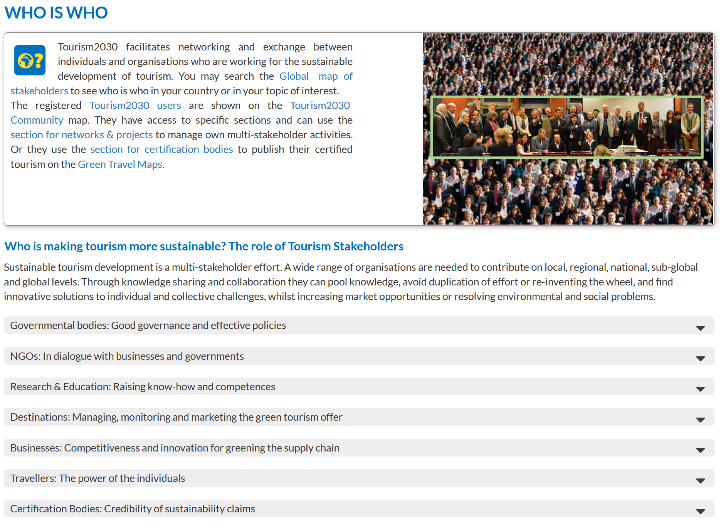 WHO IS WHO
Tourism2030 facilitates networking and exchange between
individuals and organisations who are working for the sustainable
development of tourism. You may search the Global map of
stakeholders to see who is who in your country or in your topic of interest.
The registered Tourism2030 users are shown on the Tourism2030
Community map. They have access to specific sections and can use the
section for networks & projects to manage own multi-stakeholder activities.
Or they use the section for certification bodies to publish their certified
tourism on the Green Travel Maps.
Who is making tourism more sustainable? The role of Tourism Stakeholders
Sustainable tourism development is a multi-stakeholder effort. A wide range of organisations are needed to contribute on local, regional, national, sub-global
and global levels. Through knowledge sharing and collaboration they can pool knowledge, avoid duplication of effort or re-inventing the wheel, and find
innovative solutions to individual and collective challenges, whilst increasing market opportunities or resolving environmental and social problems.
Governmental bodies: Good governance and effective policies
NGOs: In dialogue with businesses and governments
Research & Education: Raising know-how and competences
Destinations: Managing, monitoring and marketing the green tourism offer
Businesses: Competitiveness and innovation for greening the supply chain
Travellers: The power of the individuals
Certification Bodies: Credibility of sustainability claims